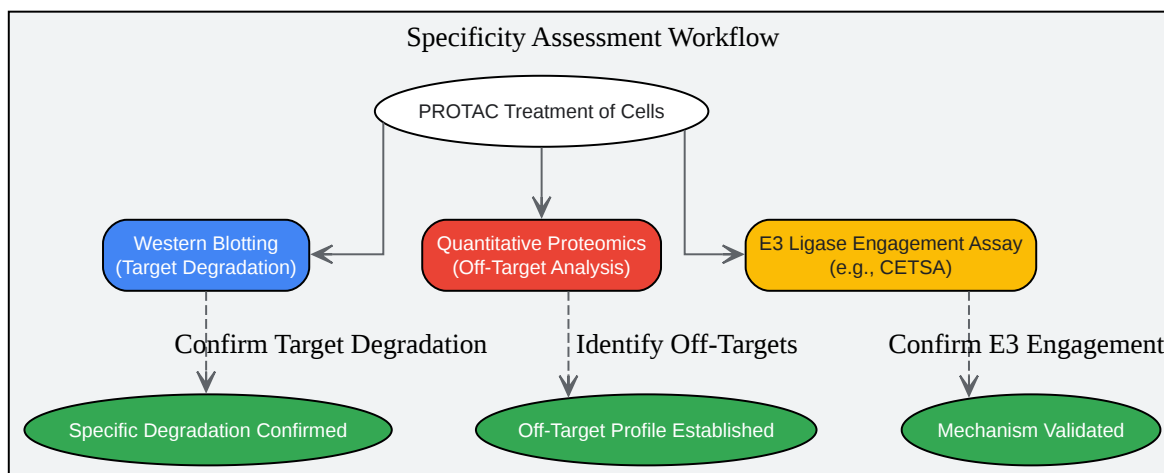 Specificity Assessment Workflow
PROTAC Treatment of Cells
Western Blotting
(Target Degradation)
Quantitative Proteomics
(Off-Target Analysis)
E3 Ligase Engagement Assay
(e.g., CETSA)
Confirm Target Degradation
Identify Off-Targets
Confirm E3 Engagement
Specific Degradation Confirmed
Off-Target Profile Established
Mechanism Validated